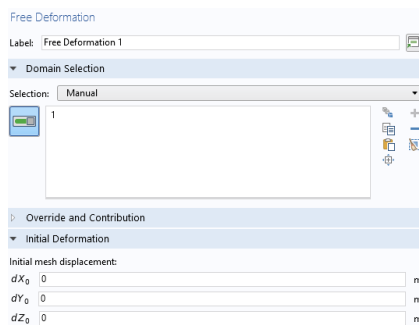 Free Deformation
Label: Free Deformation 1
Domain Selection
Selection: Manual
1
Override and Contribution
Initial Deformation
Initial mesh displacement:
dX₀ 0 m
dY₀ 0 m
dZ₀ 0 m